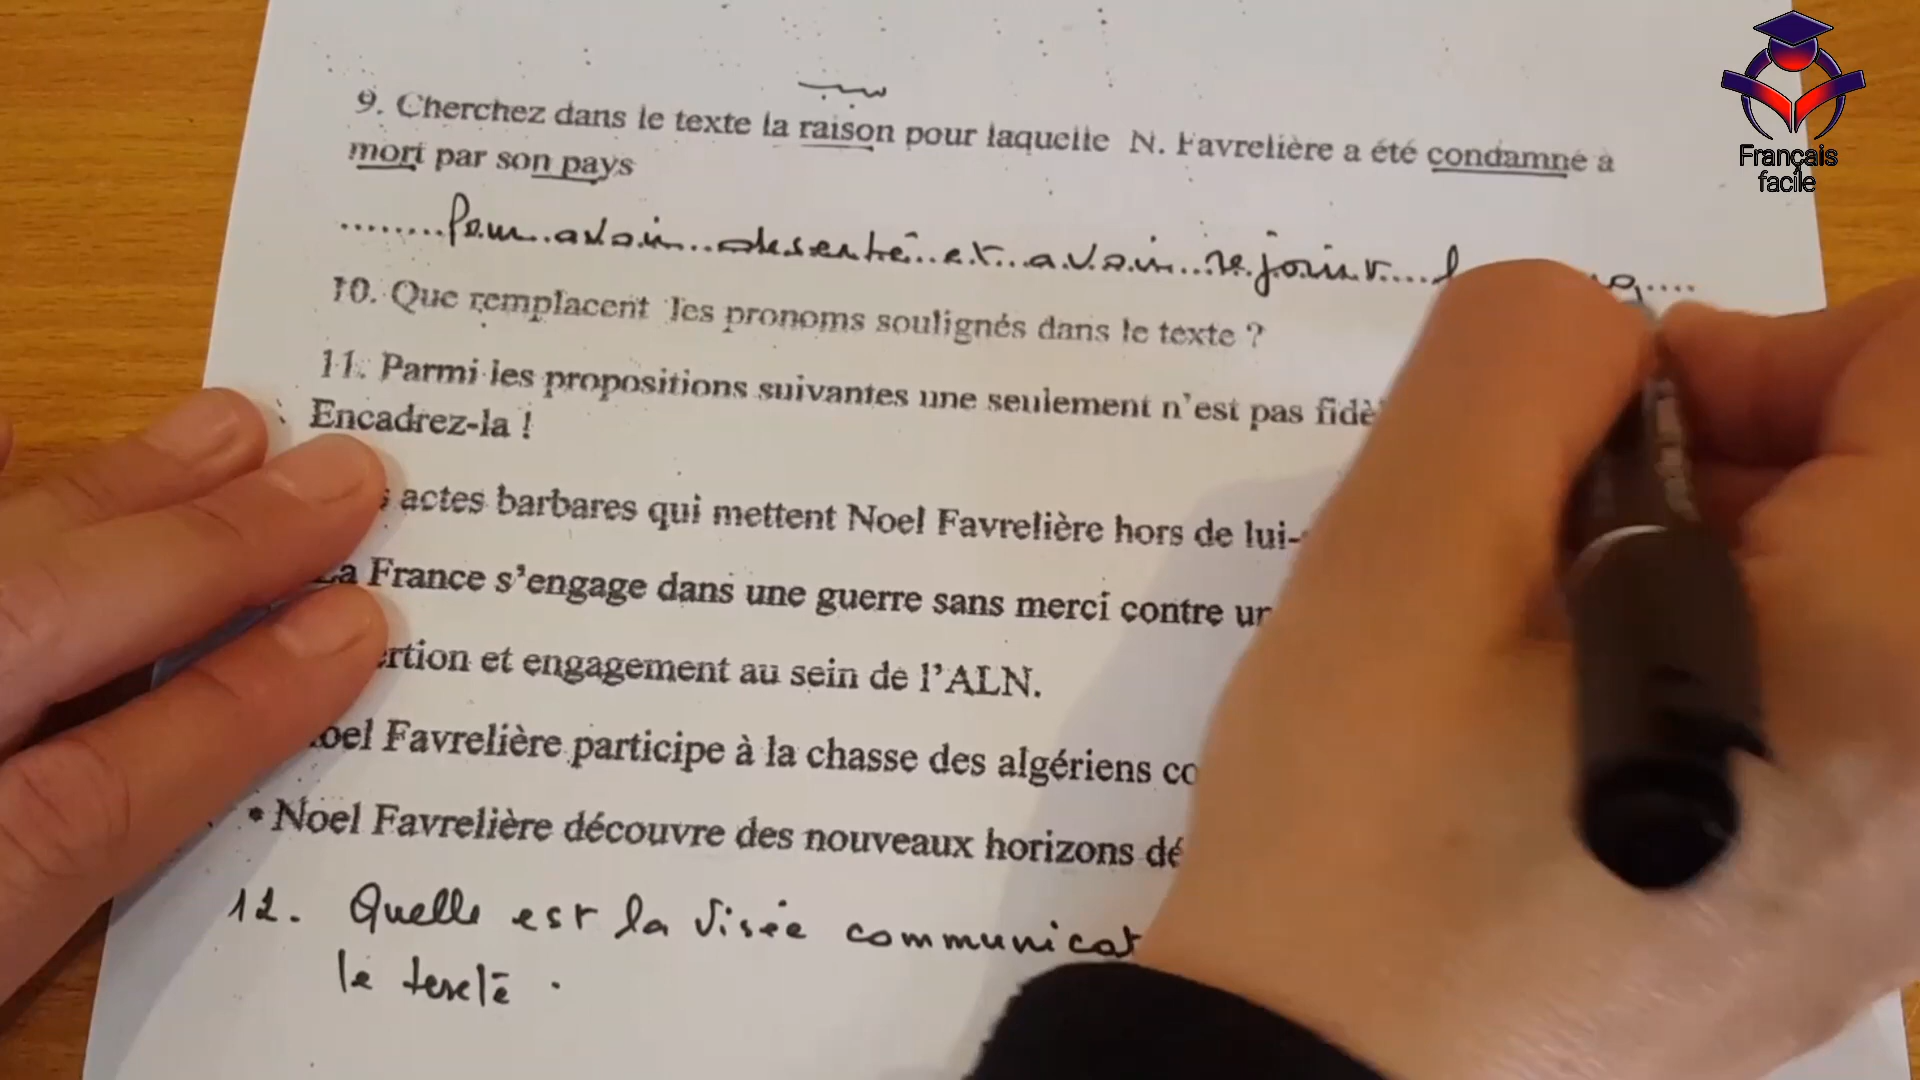 Français
facile
سبب
9. Cherchez dans le texte la raison pour laquelle N. Favrelière a été condamné à
mort par son pays
........Pour avoir deserté et avoir rejoint
10. Que remplacent les pronoms soulignés dans le texte ?
11. Parmi les propositions suivantes une seulement n'est pas
Encadrez-la !
actes barbares qui mettent Noel Favrelière hors de lui-
La France s'engage dans une guerre sans merci contre
et engagement au sein de l'ALN.
Favrelière participe à la chasse des algériens
• Noel Favrelière découvre des nouveaux horizons
12. Quelle est la visée
le texte .